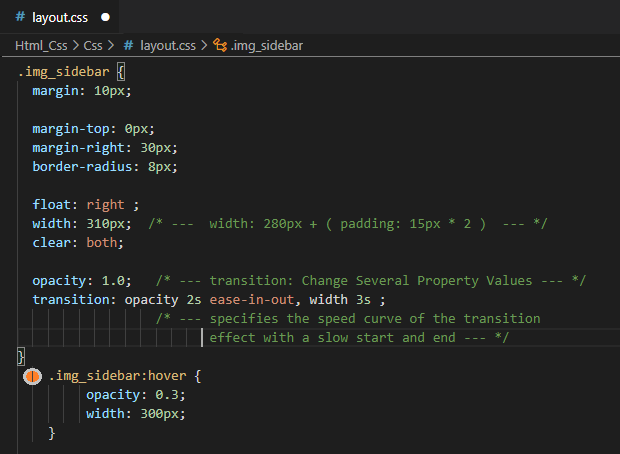 # layout.css
Html_Css > Css > # layout.css > .img_sidebar
.img_sidebar {
margin: 10px;
margin-top: 0px;
margin-right: 30px;
border-radius: 8px;
float: right ;
width: 310px;  /* ---  width: 280px + ( padding: 15px * 2 )  --- */
clear: both;
opacity: 1.0;   /* --- transition: Change Several Property Values --- */
transition: opacity 2s ease-in-out, width 3s ;
/* --- specifies the speed curve of the transition
effect with a slow start and end --- */
}
.img_sidebar:hover {
opacity: 0.3;
width: 300px;
}